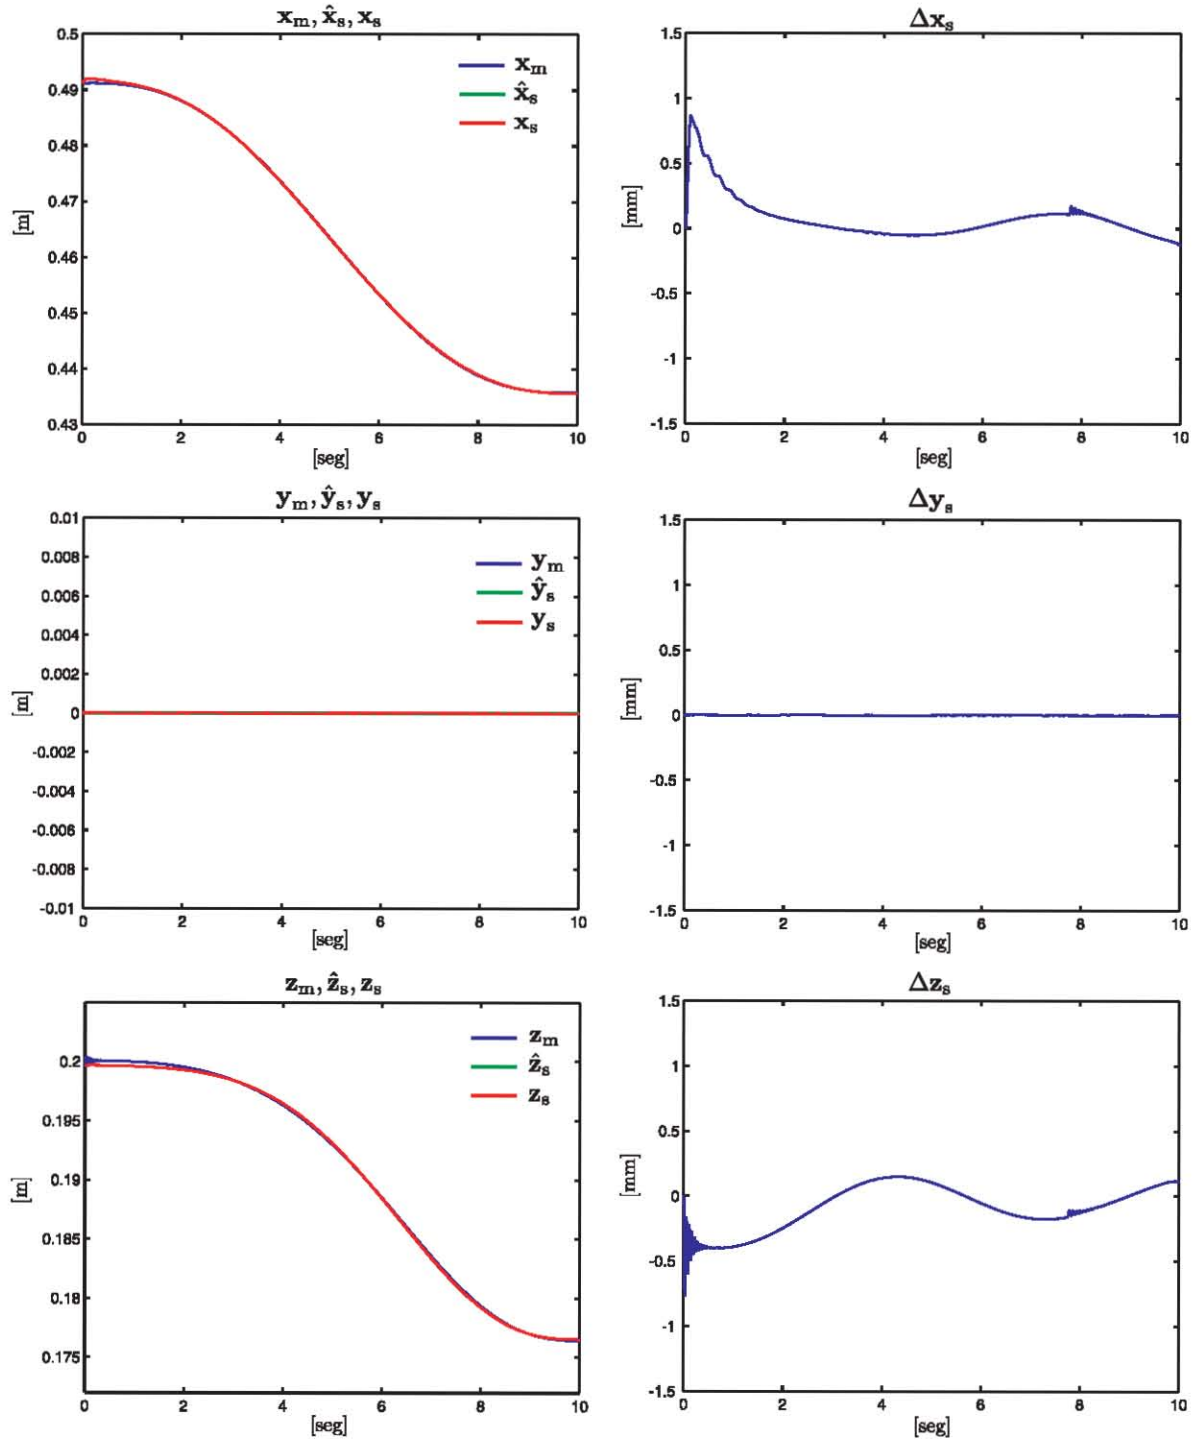 xm, x̂s, xs
0.5
0.49
0.48
0.47
0.46
0.45
0.44
0.43
[m]
xm
x̂s
xs
0 2 4 6 8 10
[seg]
Δxs
1.5
1
0.5
0
-0.5
-1
-1.5
[mm]
0 2 4 6 8 10
[seg]
ym, ŷs, ys
0.01
0.008
0.006
0.004
0.002
0
-0.002
-0.004
-0.006
-0.008
-0.01
[m]
ym
ŷs
ys
0 2 4 6 8 10
[seg]
Δys
1.5
1
0.5
0
-0.5
-1
-1.5
[mm]
0 2 4 6 8 10
[seg]
zm, ẑs, zs
0.2
0.195
0.19
0.185
0.18
0.175
[m]
zm
ẑs
zs
0 2 4 6 8 10
[seg]
Δzs
1.5
1
0.5
0
-0.5
-1
-1.5
[mm]
0 2 4 6 8 10
[seg]